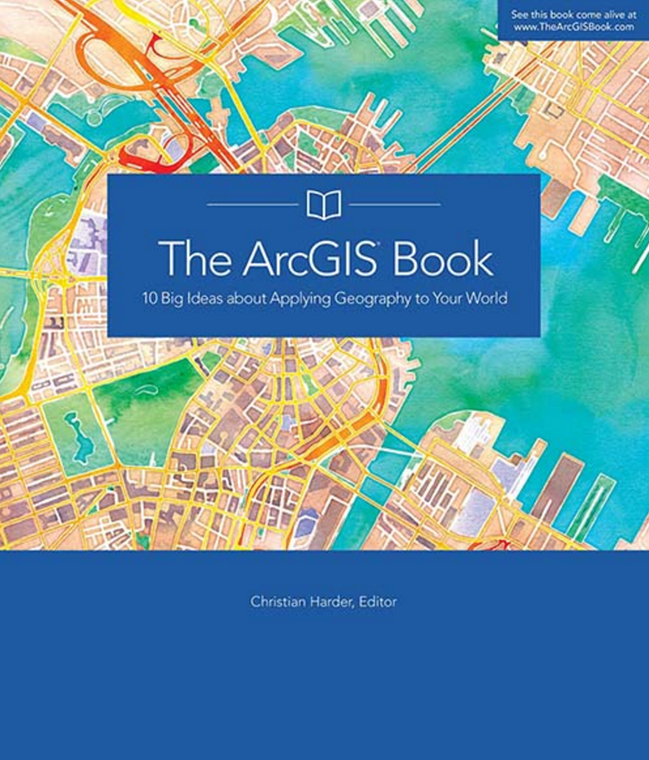 See this book come alive at
www.TheArcGISBook.com
The ArcGIS® Book
10 Big Ideas about Applying Geography to Your World
Christian Harder, Editor